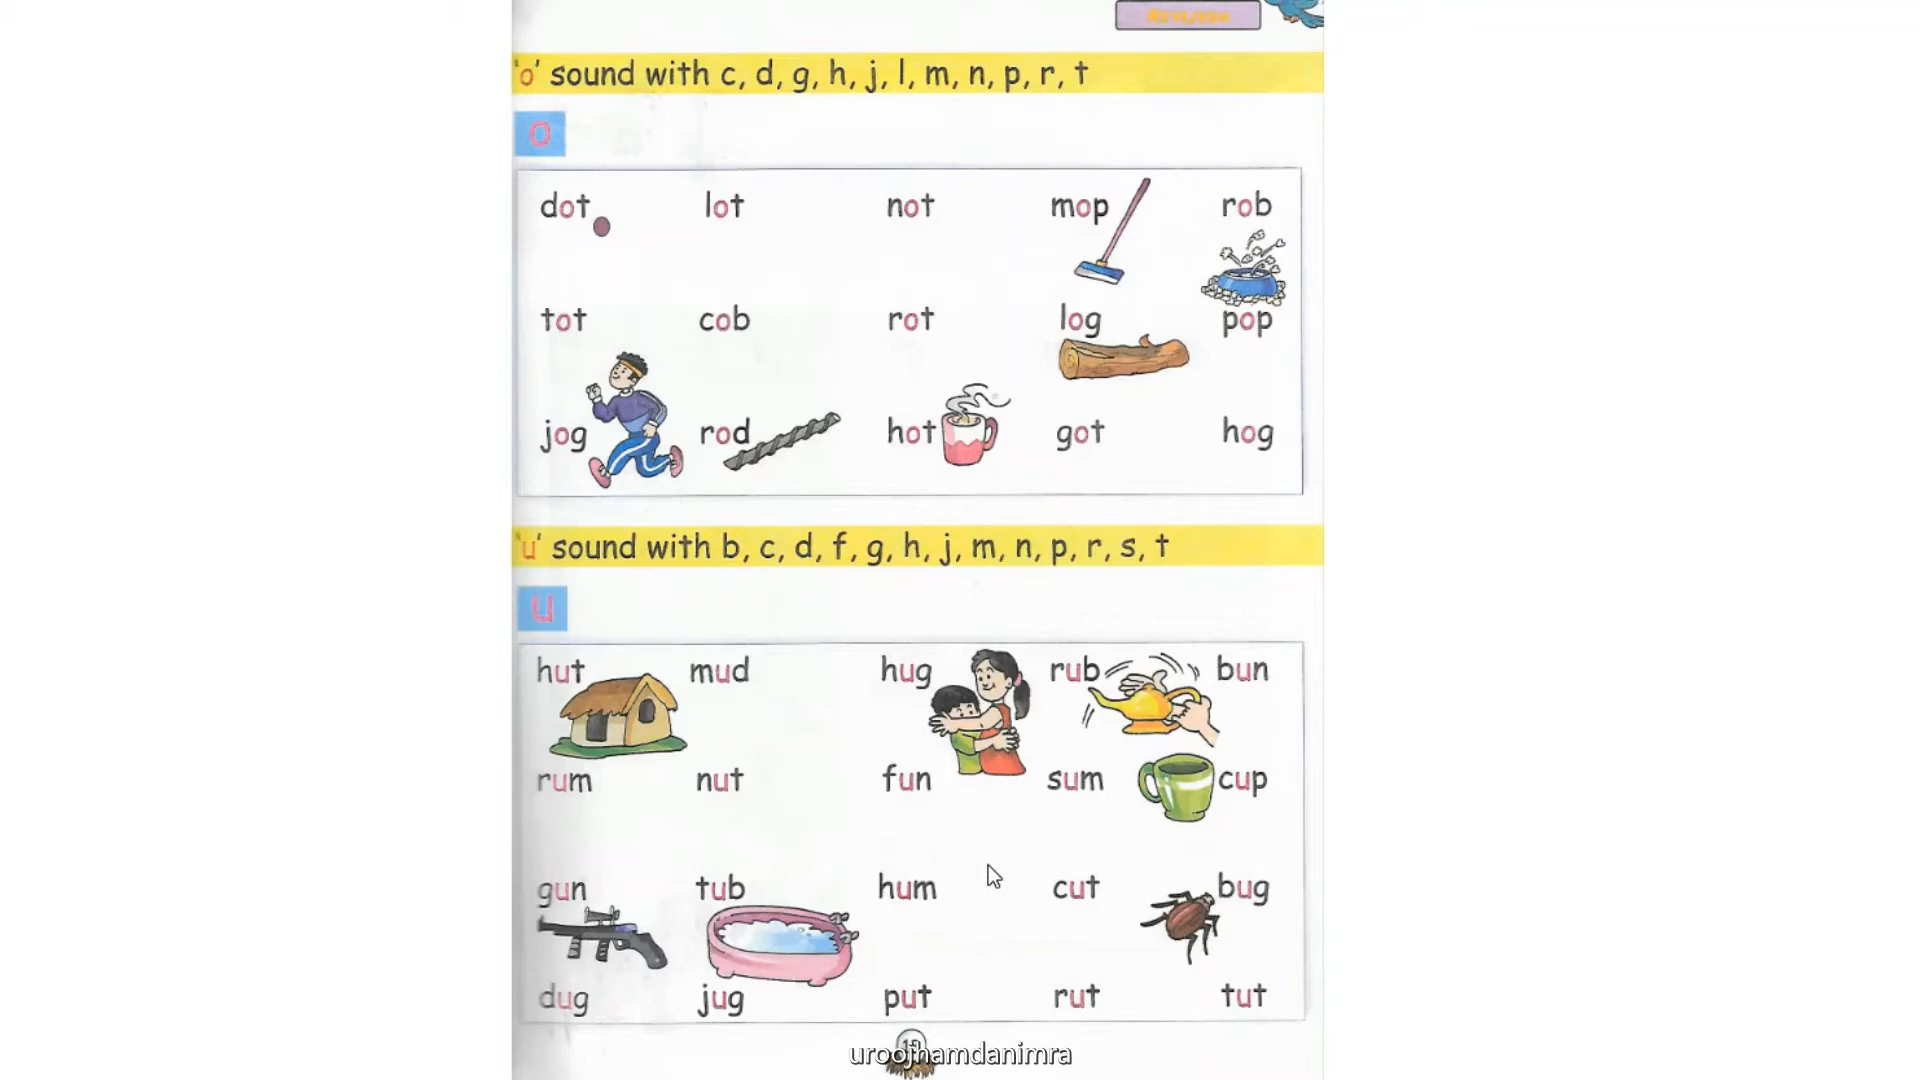 REVISION
'o' sound with c, d, g, h, j, l, m, n, p, r, t
o
dot lot not mop rob
tot cob rot log pop
jog rod hot got hog
'u' sound with b, c, d, f, g, h, j, m, n, p, r, s, t
u
hut mud hug rub bun
rum nut fun sum cup
gun tub hum cut bug
dug jug put rut tut
uroojhamdanimra